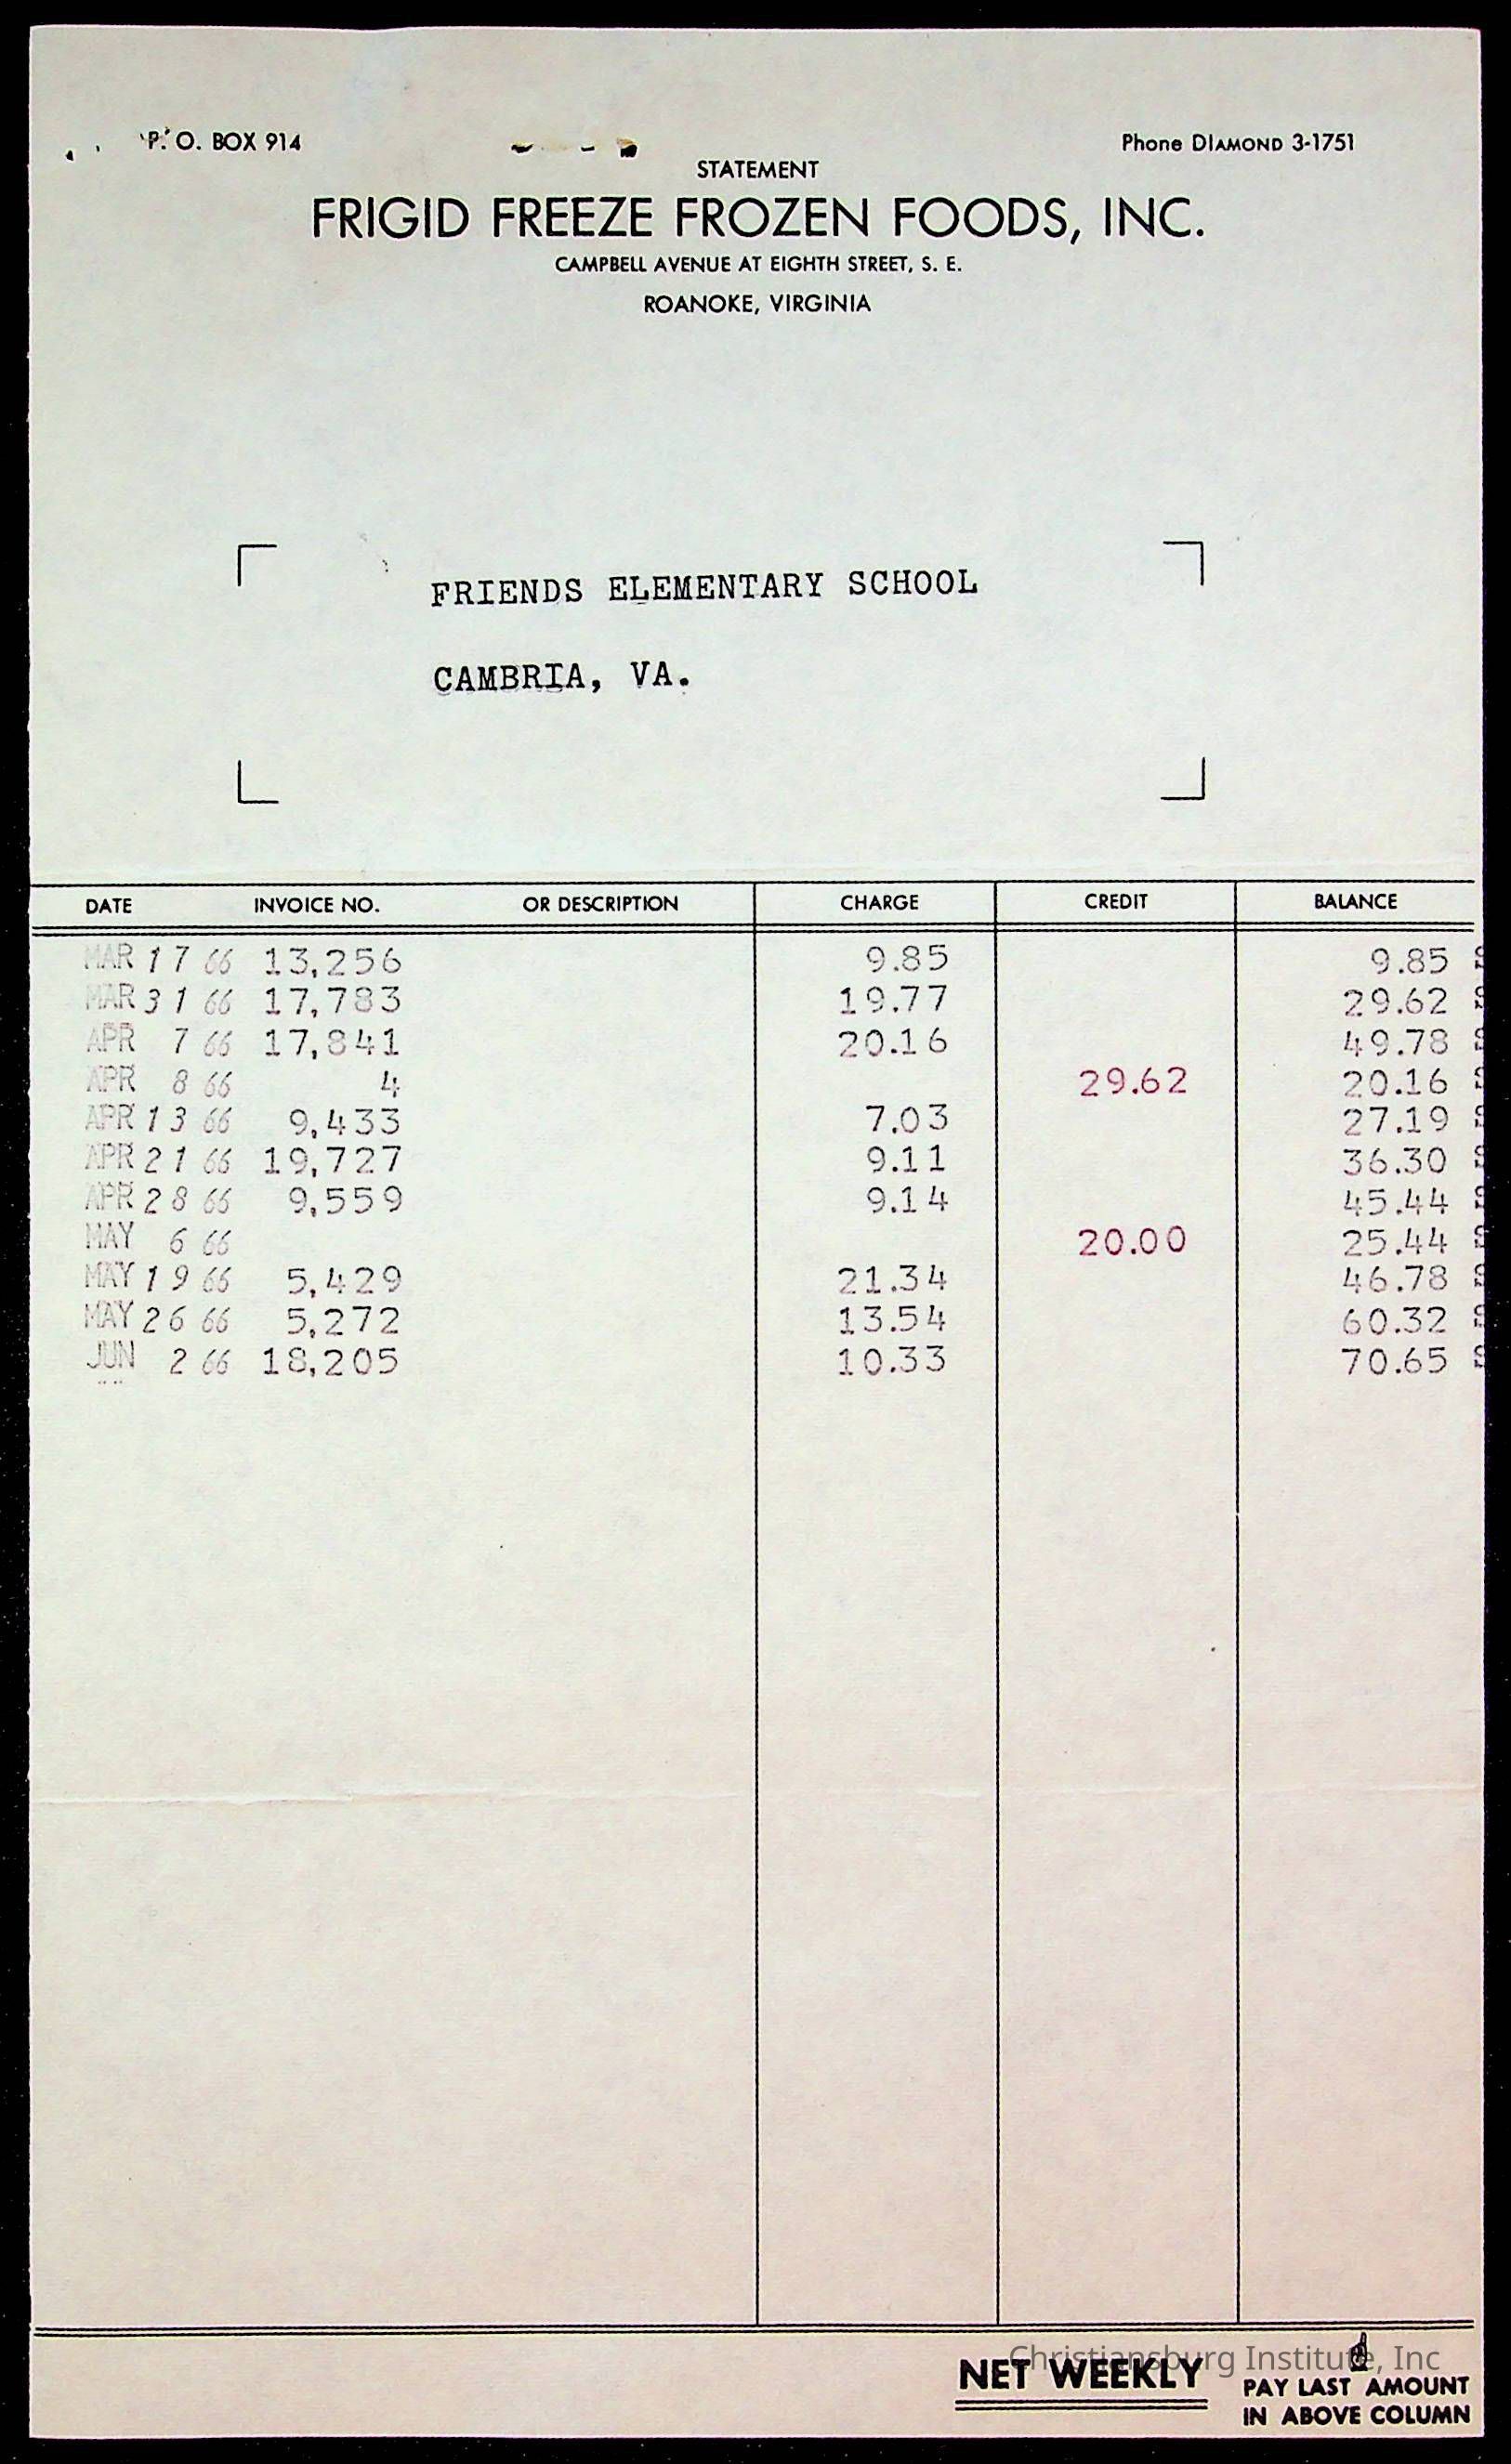 P. O. BOX 914 Phone DIAMOND 3-1751
STATEMENT
FRIGID FREEZE FROZEN FOODS, INC.
CAMPBELL AVENUE AT EIGHTH STREET, S. E.
ROANOKE, VIRGINIA
FRIENDS ELEMENTARY SCHOOL
CAMBRIA, VA.
DATE INVOICE NO. OR DESCRIPTION CHARGE CREDIT BALANCE
MAR 17 66 13,256 9.85 9.85
MAR 31 66 17,783 19.77 29.62
APR 7 66 17,841 20.16 49.78
APR 8 66 4 29.62 20.16
APR 13 66 9,433 7.03 27.19
APR 21 66 19,727 9.11 36.30
APR 28 66 9,559 9.14 45.44
MAY 6 66 20.00 25.44
MAY 19 66 5,429 21.34 46.78
MAY 26 66 5,272 13.54 60.32
JUN 2 66 18,205 10.33 70.65
Christiansburg Institute, Inc
NET WEEKLY
PAY LAST AMOUNT
IN ABOVE COLUMN